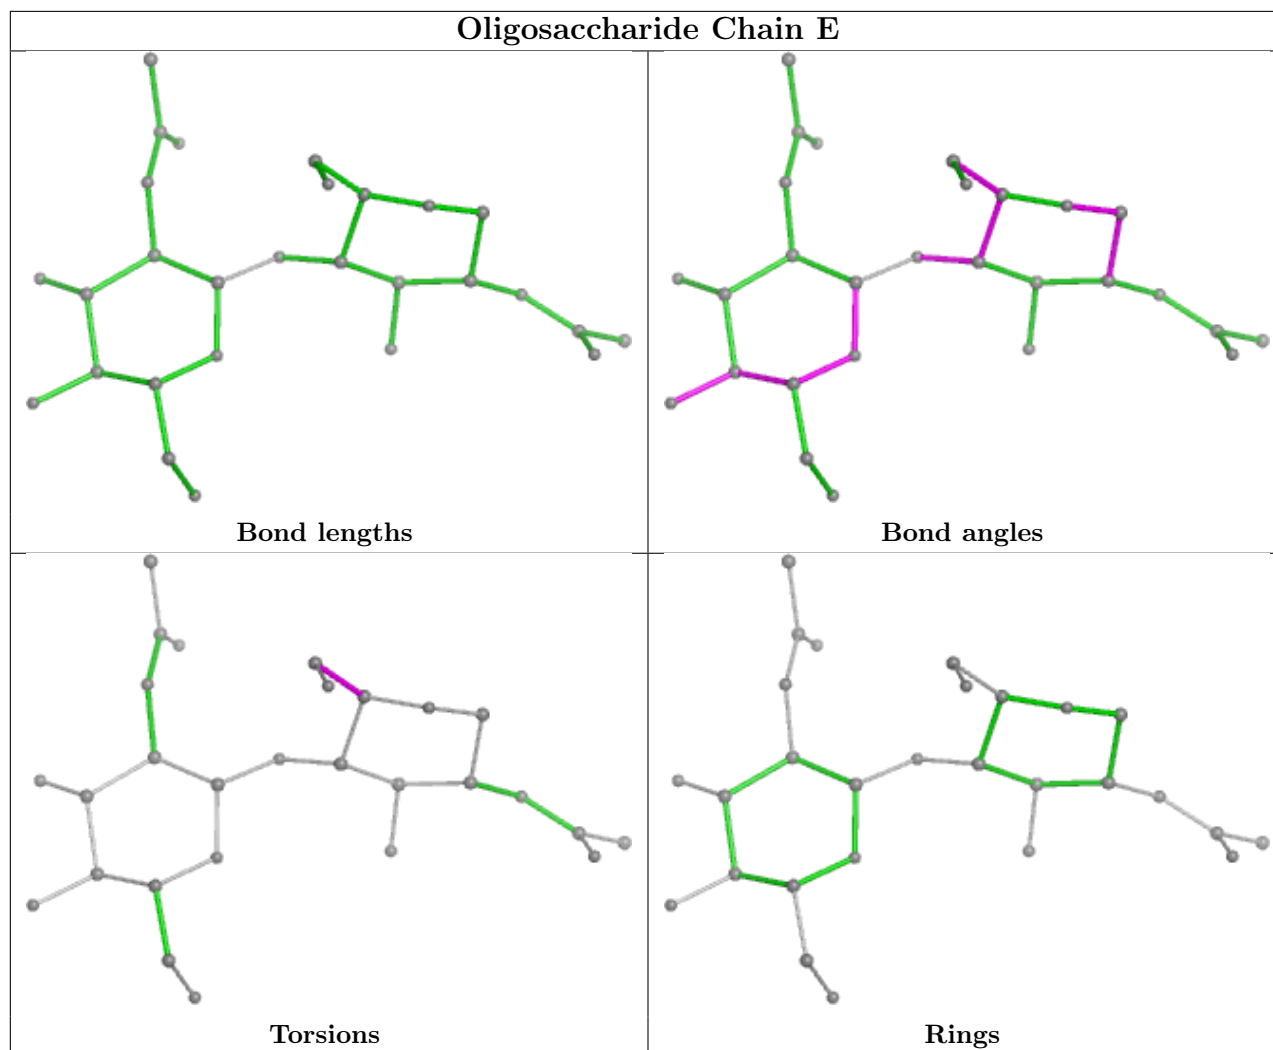 Oligosaccharide Chain E
Bond lengths
Bond angles
Torsions
Rings